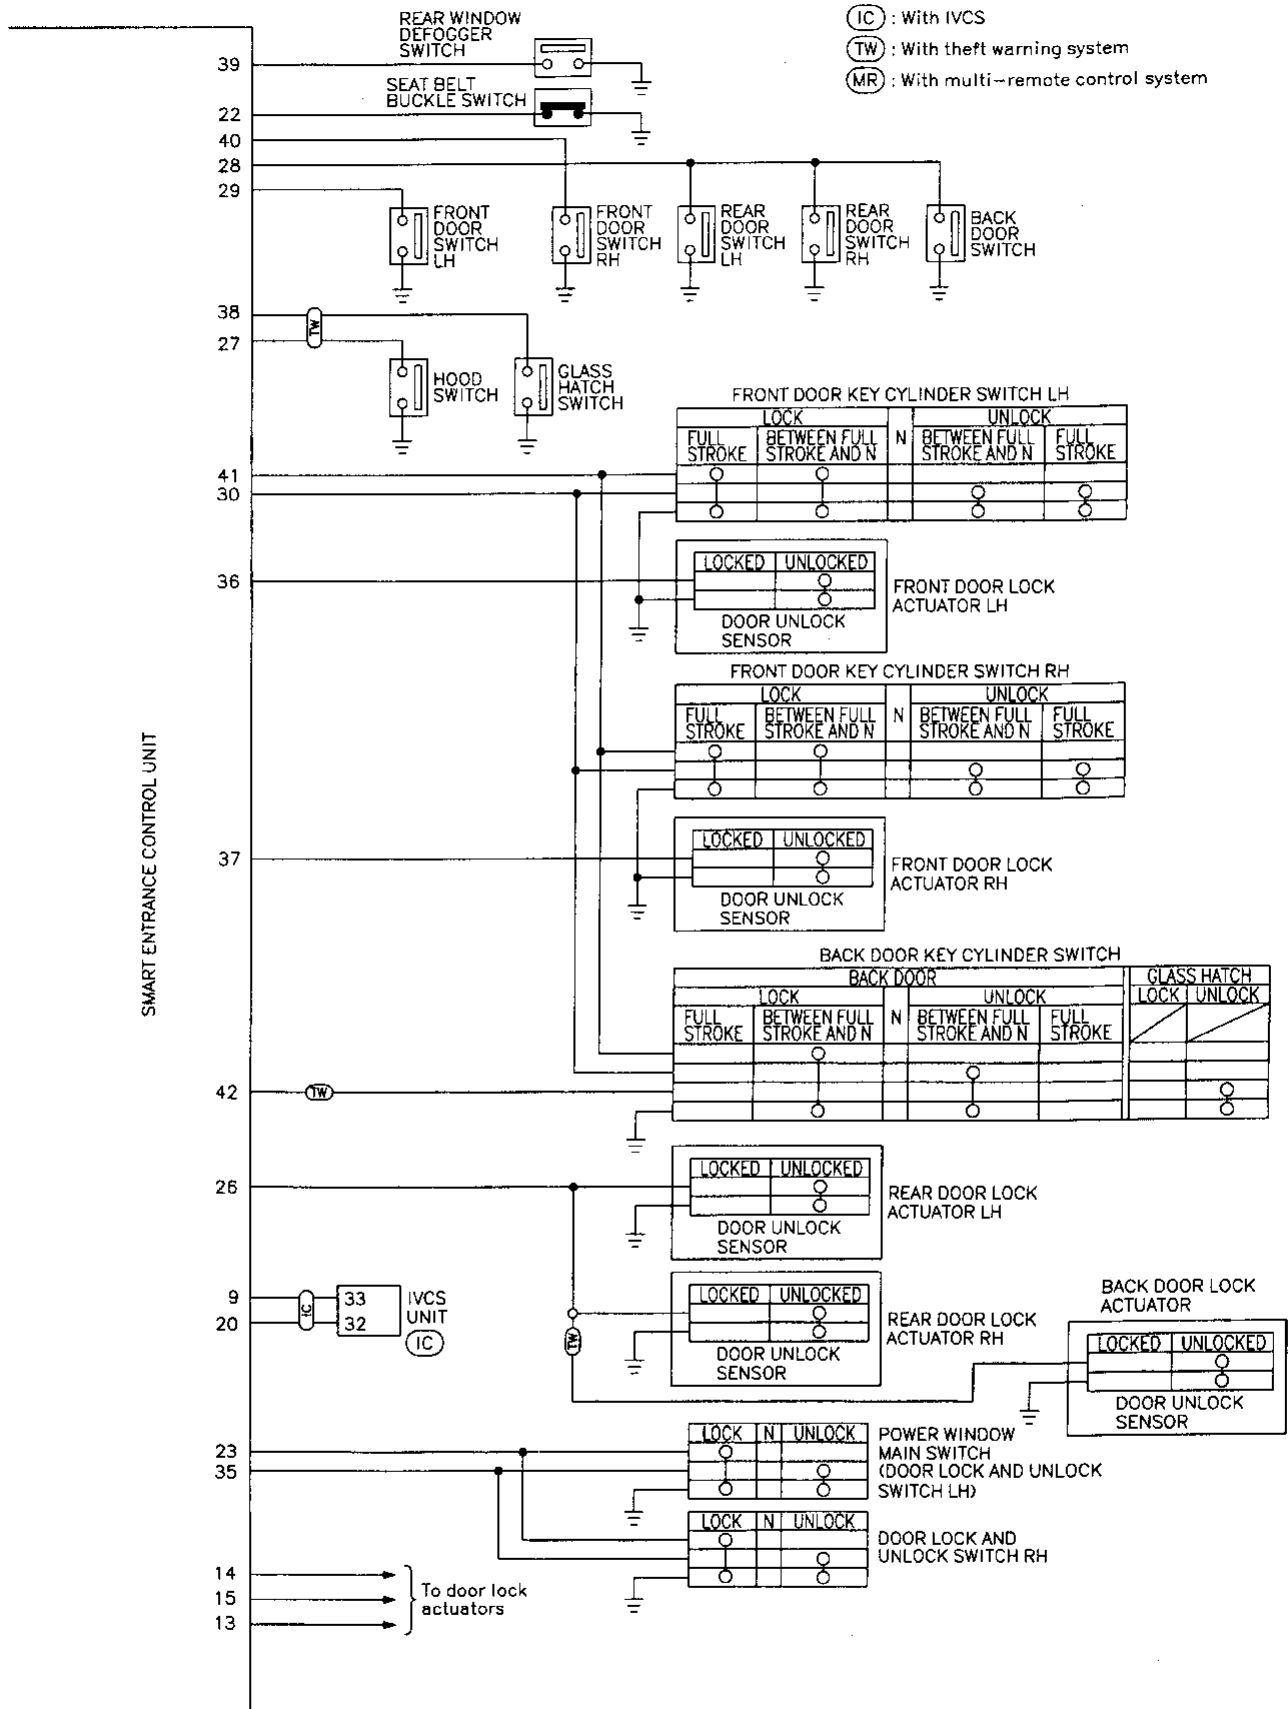 REAR WINDOW
DEFOGGER
SWITCH
IC : With IVCS
TW : With theft warning system
MR : With multi-remote control system
39
SEAT BELT
BUCKLE SWITCH
22
40
28
29
FRONT
DOOR
SWITCH
LH
FRONT
DOOR
SWITCH
RH
REAR
DOOR
SWITCH
LH
REAR
DOOR
SWITCH
RH
BACK
DOOR
SWITCH
38
TW
27
HOOD
SWITCH
GLASS
HATCH
SWITCH
FRONT DOOR KEY CYLINDER SWITCH LH
LOCK N UNLOCK
FULL STROKE
BETWEEN FULL STROKE AND N
BETWEEN FULL STROKE AND N
FULL STROKE
41
30
36
LOCKED UNLOCKED
DOOR UNLOCK
SENSOR
FRONT DOOR LOCK
ACTUATOR LH
FRONT DOOR KEY CYLINDER SWITCH RH
LOCK N UNLOCK
FULL STROKE
BETWEEN FULL STROKE AND N
BETWEEN FULL STROKE AND N
FULL STROKE
SMART ENTRANCE CONTROL UNIT
37
LOCKED UNLOCKED
DOOR UNLOCK
SENSOR
FRONT DOOR LOCK
ACTUATOR RH
BACK DOOR KEY CYLINDER SWITCH
BACK DOOR
GLASS HATCH
LOCK N UNLOCK
LOCK UNLOCK
FULL STROKE
BETWEEN FULL STROKE AND N
BETWEEN FULL STROKE AND N
FULL STROKE
42
TW
26
LOCKED UNLOCKED
DOOR UNLOCK
SENSOR
REAR DOOR LOCK
ACTUATOR LH
9
20
IC
33
32
IVCS
UNIT
IC
TW
LOCKED UNLOCKED
DOOR UNLOCK
SENSOR
REAR DOOR LOCK
ACTUATOR RH
BACK DOOR LOCK
ACTUATOR
LOCKED UNLOCKED
DOOR UNLOCK
SENSOR
23
35
LOCK N UNLOCK
POWER WINDOW
MAIN SWITCH
(DOOR LOCK AND UNLOCK
SWITCH LH)
LOCK N UNLOCK
DOOR LOCK AND
UNLOCK SWITCH RH
14
15
13
To door lock
actuators